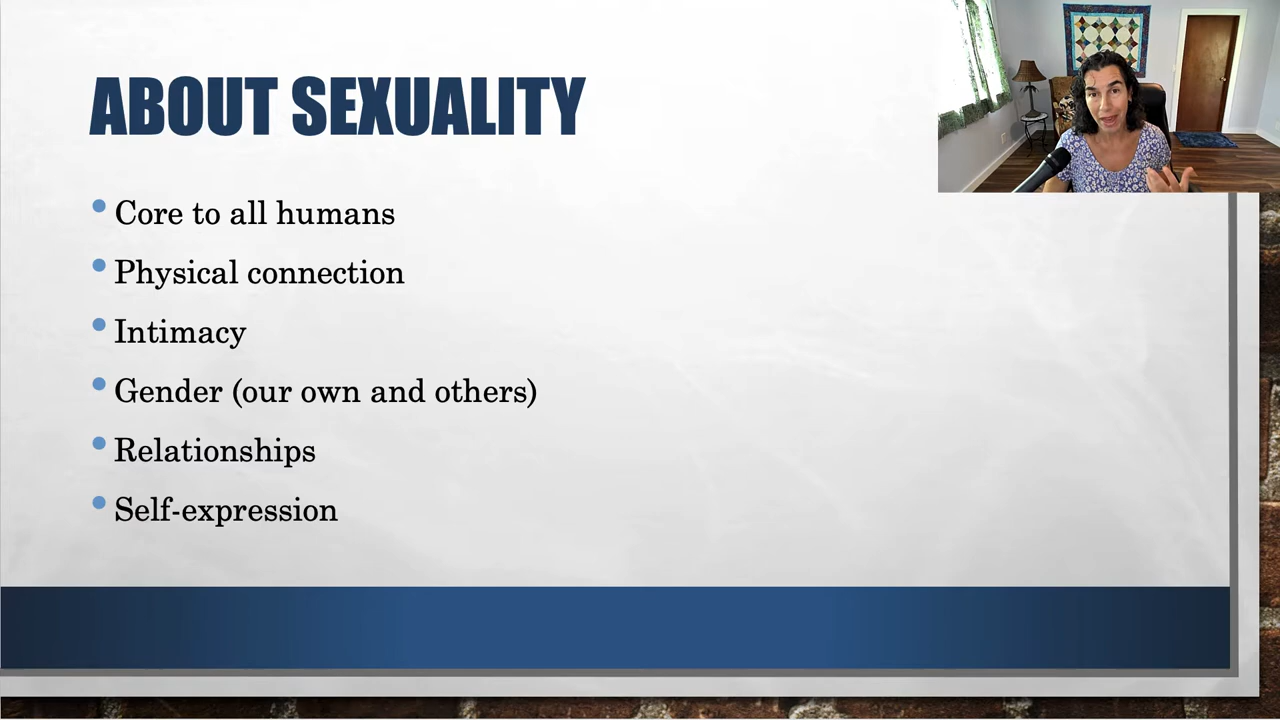 ABOUT SEXUALITY
Core to all humans
Physical connection
Intimacy
Gender (our own and others)
Relationships
Self-expression